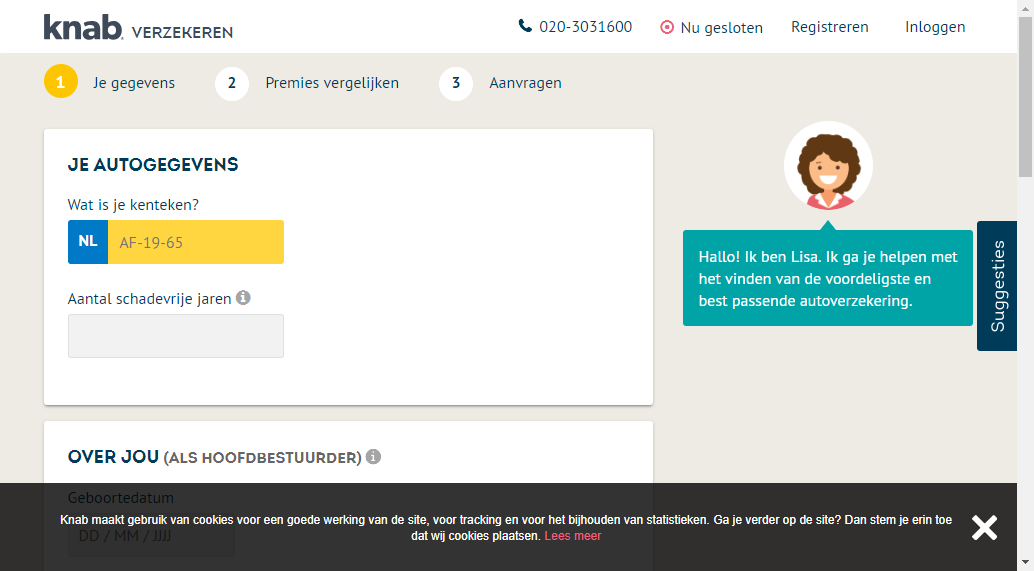 knab. VERZEKEREN
020-3031600
Nu gesloten
Registreren
Inloggen
1 Je gegevens
2 Premies vergelijken
3 Aanvragen
JE AUTOGEGEVENS
Wat is je kenteken?
NL AF-19-65
Aantal schadevrije jaren
Hallo! Ik ben Lisa. Ik ga je helpen met
het vinden van de voordeligste en
best passende autoverzekering.
Suggesties
OVER JOU (ALS HOOFDBESTUURDER)
Geboortedatum
DD / MM / JJJJ
Knab maakt gebruik van cookies voor een goede werking van de site, voor tracking en voor het bijhouden van statistieken. Ga je verder op de site? Dan stem je erin toe
dat wij cookies plaatsen. Lees meer